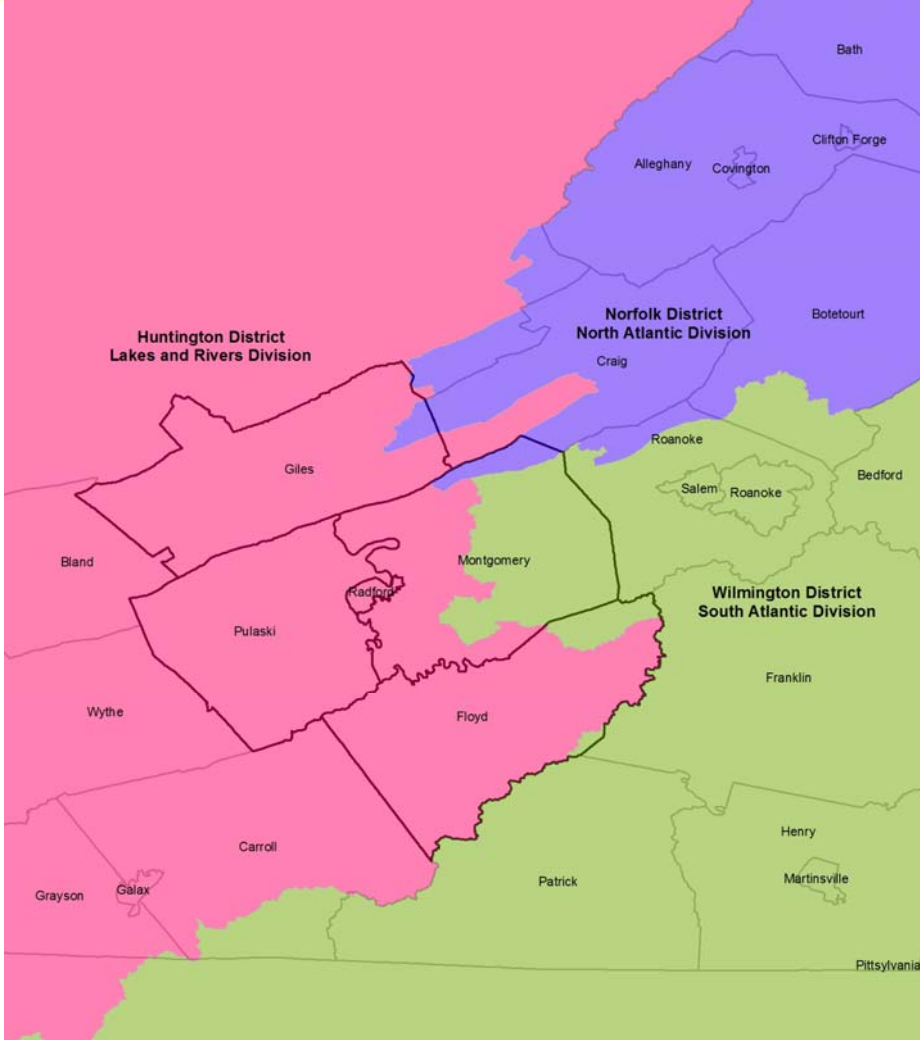 Bath
Clifton Forge
Alleghany
Covington
Norfolk District
North Atlantic Division
Botetourt
Huntington District
Lakes and Rivers Division
Craig
Roanoke
Giles
Salem
Roanoke
Bedford
Bland
Montgomery
Radford
Wilmington District
South Atlantic Division
Pulaski
Franklin
Wythe
Floyd
Carroll
Henry
Grayson
Galax
Patrick
Martinsville
Pittsylvania